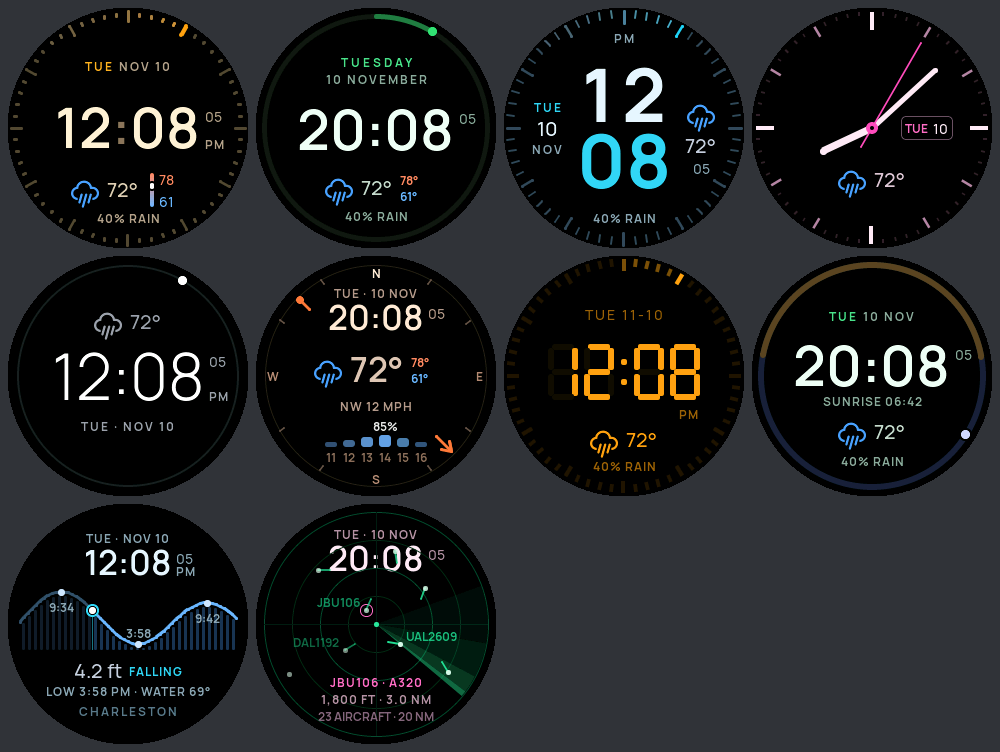 TUE NOV 10
12:08 05 PM
72° 78 61
40% RAIN
TUESDAY
10 NOVEMBER
20:08 05
72° 78° 61°
40% RAIN
PM
12
08
TUE
10
NOV
72°
05
40% RAIN
TUE 10
72°
72°
12:08 05 PM
TUE · 10 NOV
N
TUE · 10 NOV
20:08 05
72° 78° 61°
W E
NW 12 MPH
85%
11 12 13 14 15 16
S
TUE 11-10
12:08
PM
72°
40% RAIN
TUE 10 NOV
20:08 05
SUNRISE 06:42
72°
40% RAIN
TUE · NOV 10
12:08 05 PM
9:34
3:58
9:42
4.2 ft FALLING
LOW 3:58 PM · WATER 69°
CHARLESTON
TUE · 10 NOV
20:08 05
JBU106
DAL1192
UAL2609
JBU106 · A320
1,800 FT · 3.0 NM
23 AIRCRAFT · 20 NM